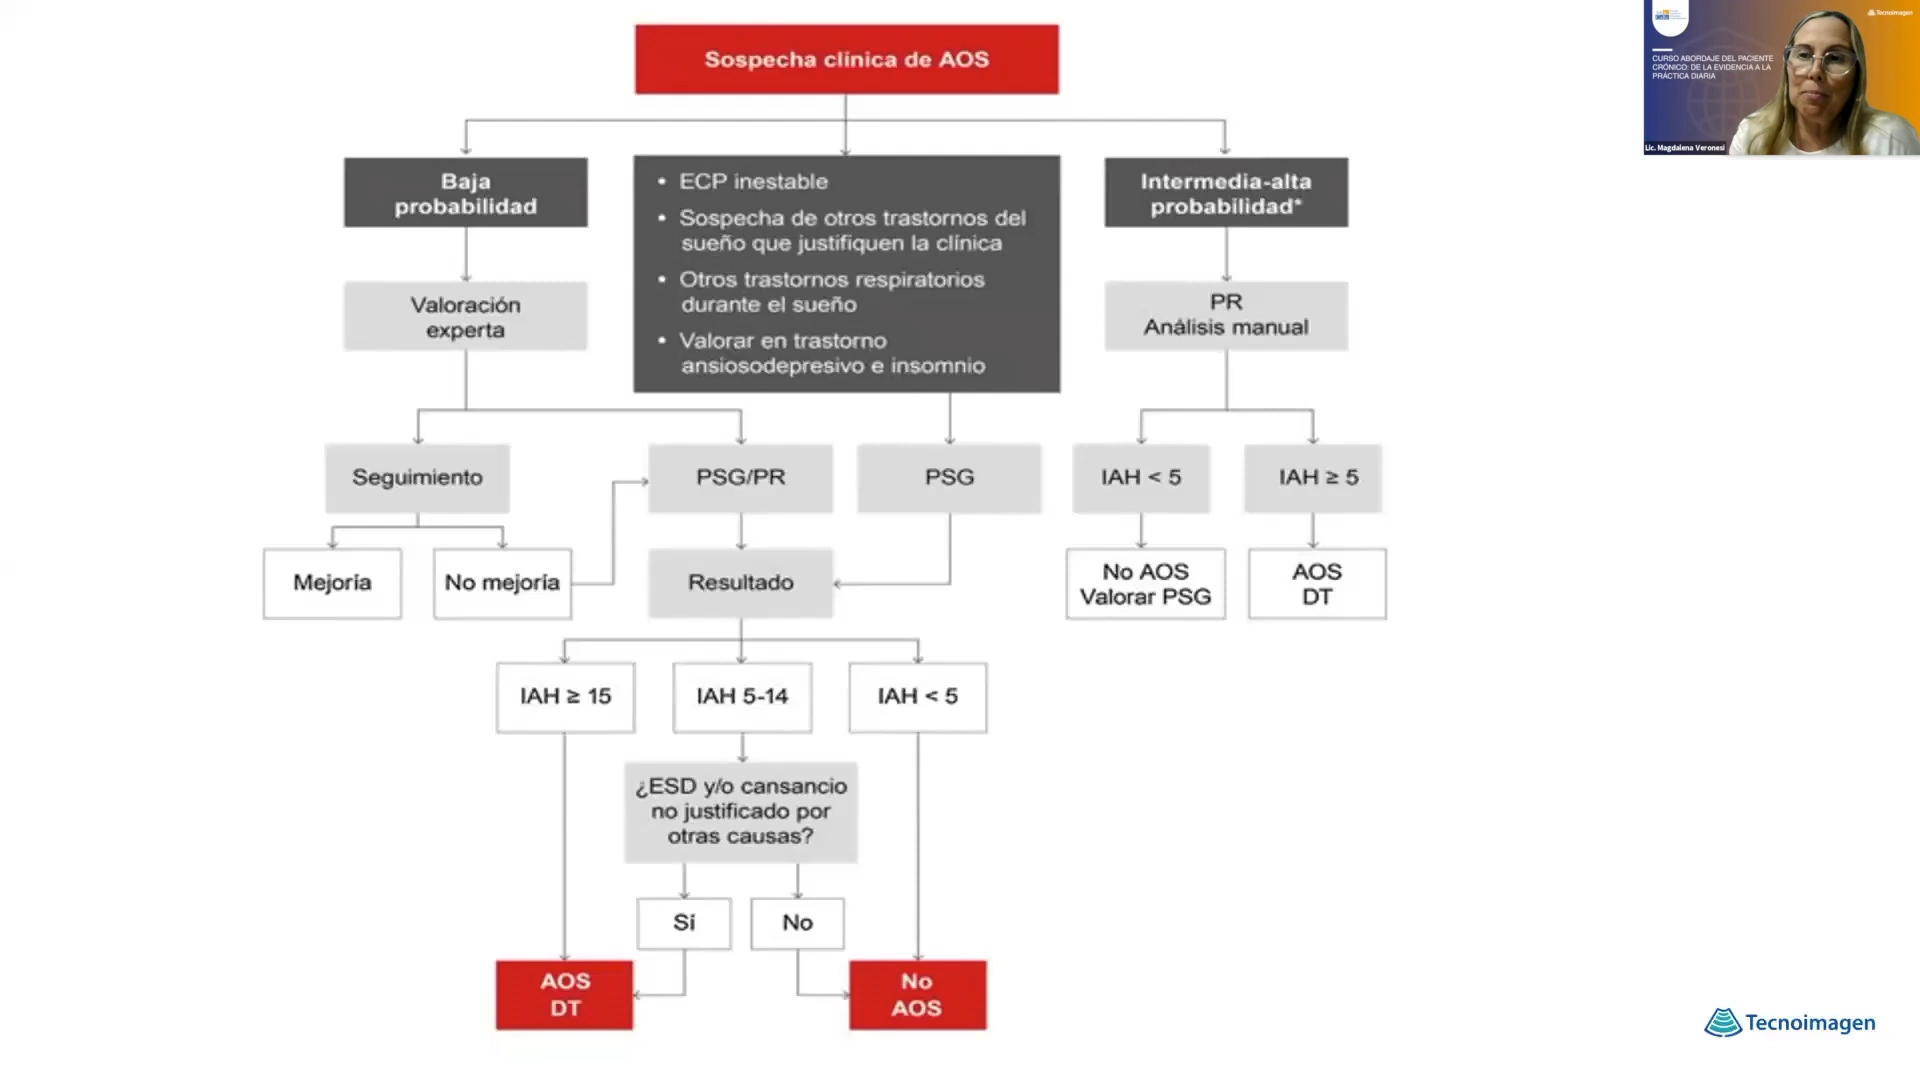 Sospecha clínica de AOS
Tecnoimagen
CURSO ABORDAJE DEL PACIENTE
CRÓNICO: DE LA EVIDENCIA A LA
PRÁCTICA DIARIA
Lic. Magdalena Veronesi
Baja
probabilidad
• ECP inestable
• Sospecha de otros trastornos del
sueño que justifiquen la clínica
• Otros trastornos respiratorios
durante el sueño
• Valorar en trastorno
ansiosodepresivo e insomnio
Intermedia-alta
probabilidad*
Valoración
experta
PR
Análisis manual
Seguimiento
PSG/PR
PSG
IAH < 5
IAH ≥ 5
Mejoría
No mejoría
Resultado
No AOS
Valorar PSG
AOS
DT
IAH ≥ 15
IAH 5-14
IAH < 5
¿ESD y/o cansancio
no justificado por
otras causas?
Sí
No
AOS
DT
No
AOS
Tecnoimagen